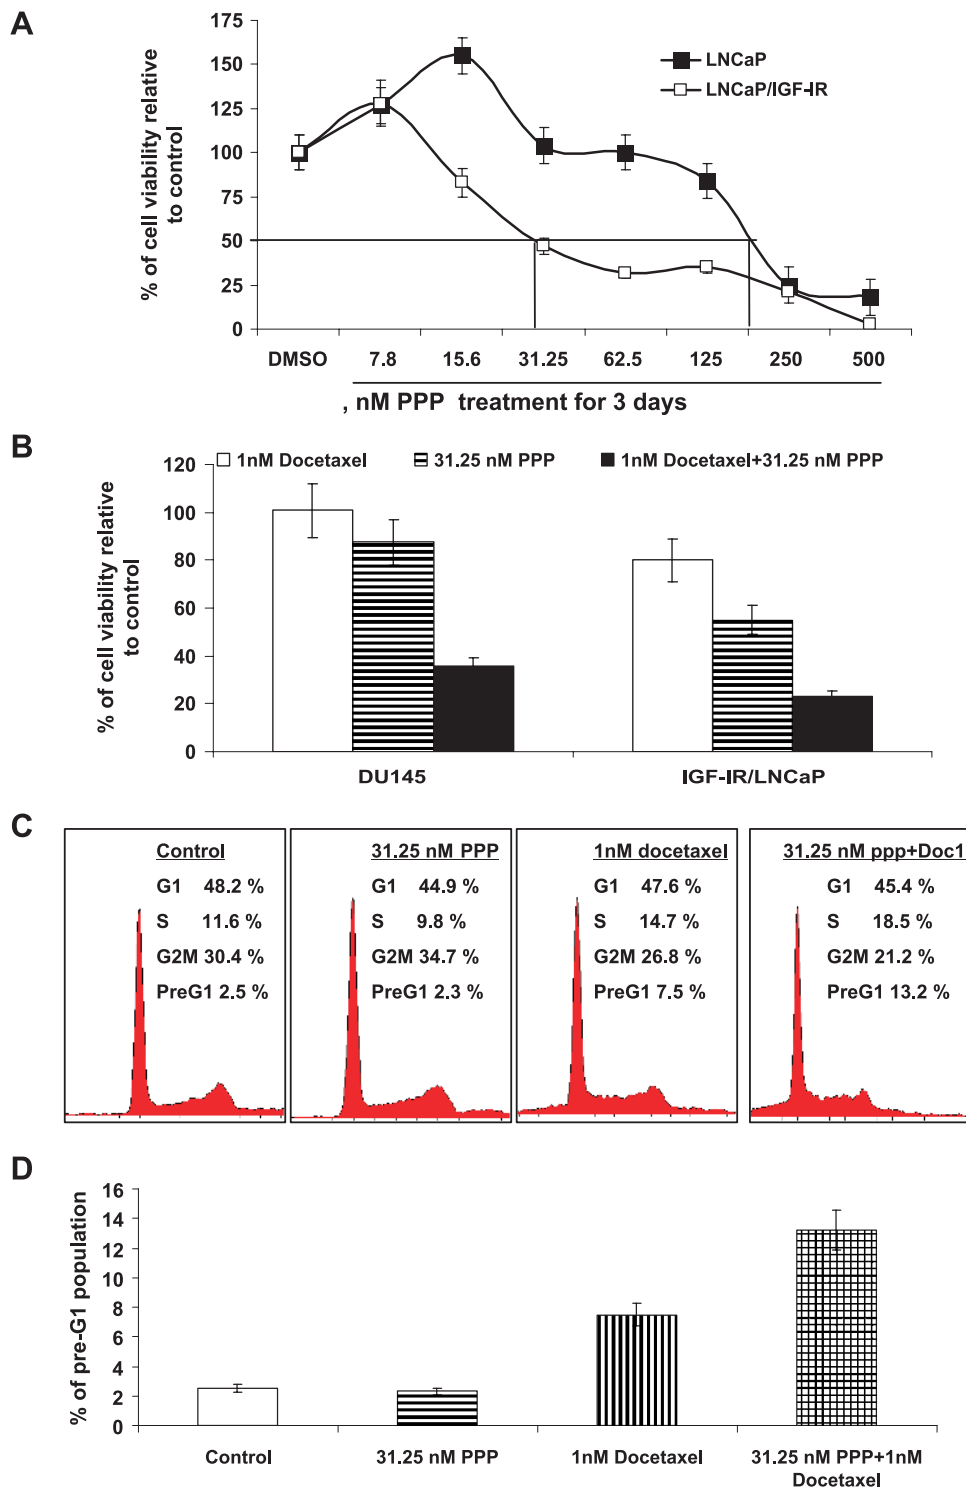 A
175
150
125
100
75
50
25
0
% of cell viability relative
to control
LNCaP
LNCaP/IGF-IR
DMSO 7.8 15.6 31.25 62.5 125 250 500
, nM PPP treatment for 3 days
B
1nM Docetaxel 31.25 nM PPP 1nM Docetaxel+31.25 nM PPP
120
100
80
60
40
20
0
% of cell viability relative
to control
DU145 IGF-IR/LNCaP
C
Control
G1 48.2 %
S 11.6 %
G2M 30.4 %
PreG1 2.5 %
31.25 nM PPP
G1 44.9 %
S 9.8 %
G2M 34.7 %
PreG1 2.3 %
1nM docetaxel
G1 47.6 %
S 14.7 %
G2M 26.8 %
PreG1 7.5 %
31.25 nM ppp+Doc1
G1 45.4 %
S 18.5 %
G2M 21.2 %
PreG1 13.2 %
D
16
14
12
10
8
6
4
2
0
% of pre-G1 population
Control 31.25 nM PPP 1nM Docetaxel 31.25 nM PPP+1nM
Docetaxel